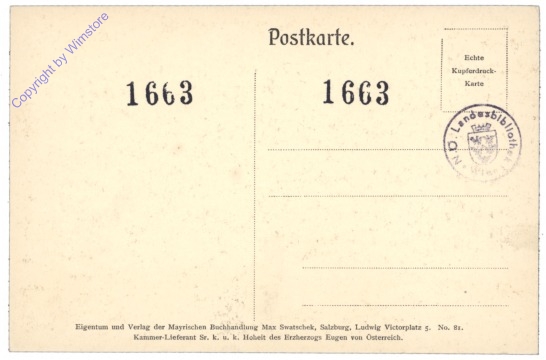 Copyright by Wimstore
Postkarte.
Echte
Kupferdruck-
Karte
1663
1663
N.Ö. Landesbibliothek
Wien
Eigentum und Verlag der Mayrischen Buchhandlung Max Swatschek, Salzburg, Ludwig Victorplatz 5. No. 81.
Kammer-Lieferant Sr. k. u. k. Hoheit des Erzherzogs Eugen von Österreich.